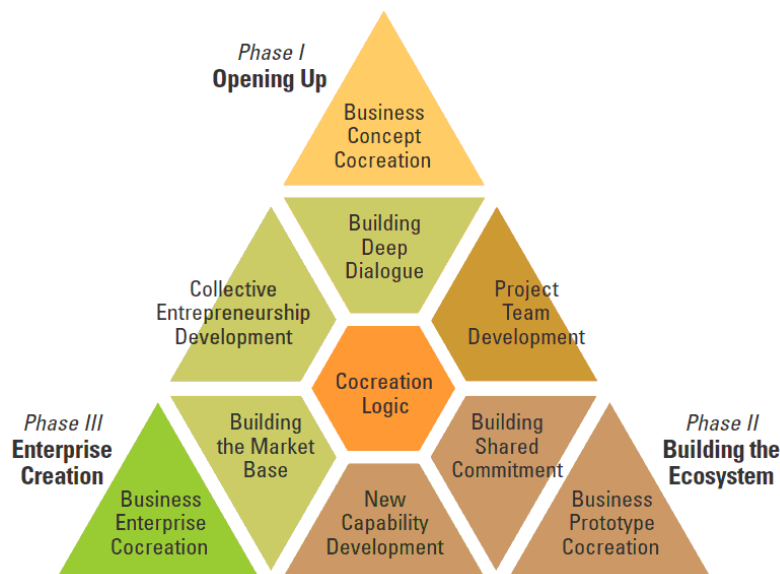 Phase I
Opening Up
Business
Concept
Cocreation
Building
Deep
Dialogue
Collective
Entrepreneurship
Development
Project
Team
Development
Cocreation
Logic
Phase III
Enterprise
Creation
Building
the Market
Base
Building
Shared
Commitment
Phase II
Building the
Ecosystem
Business
Enterprise
Cocreation
New
Capability
Development
Business
Prototype
Cocreation